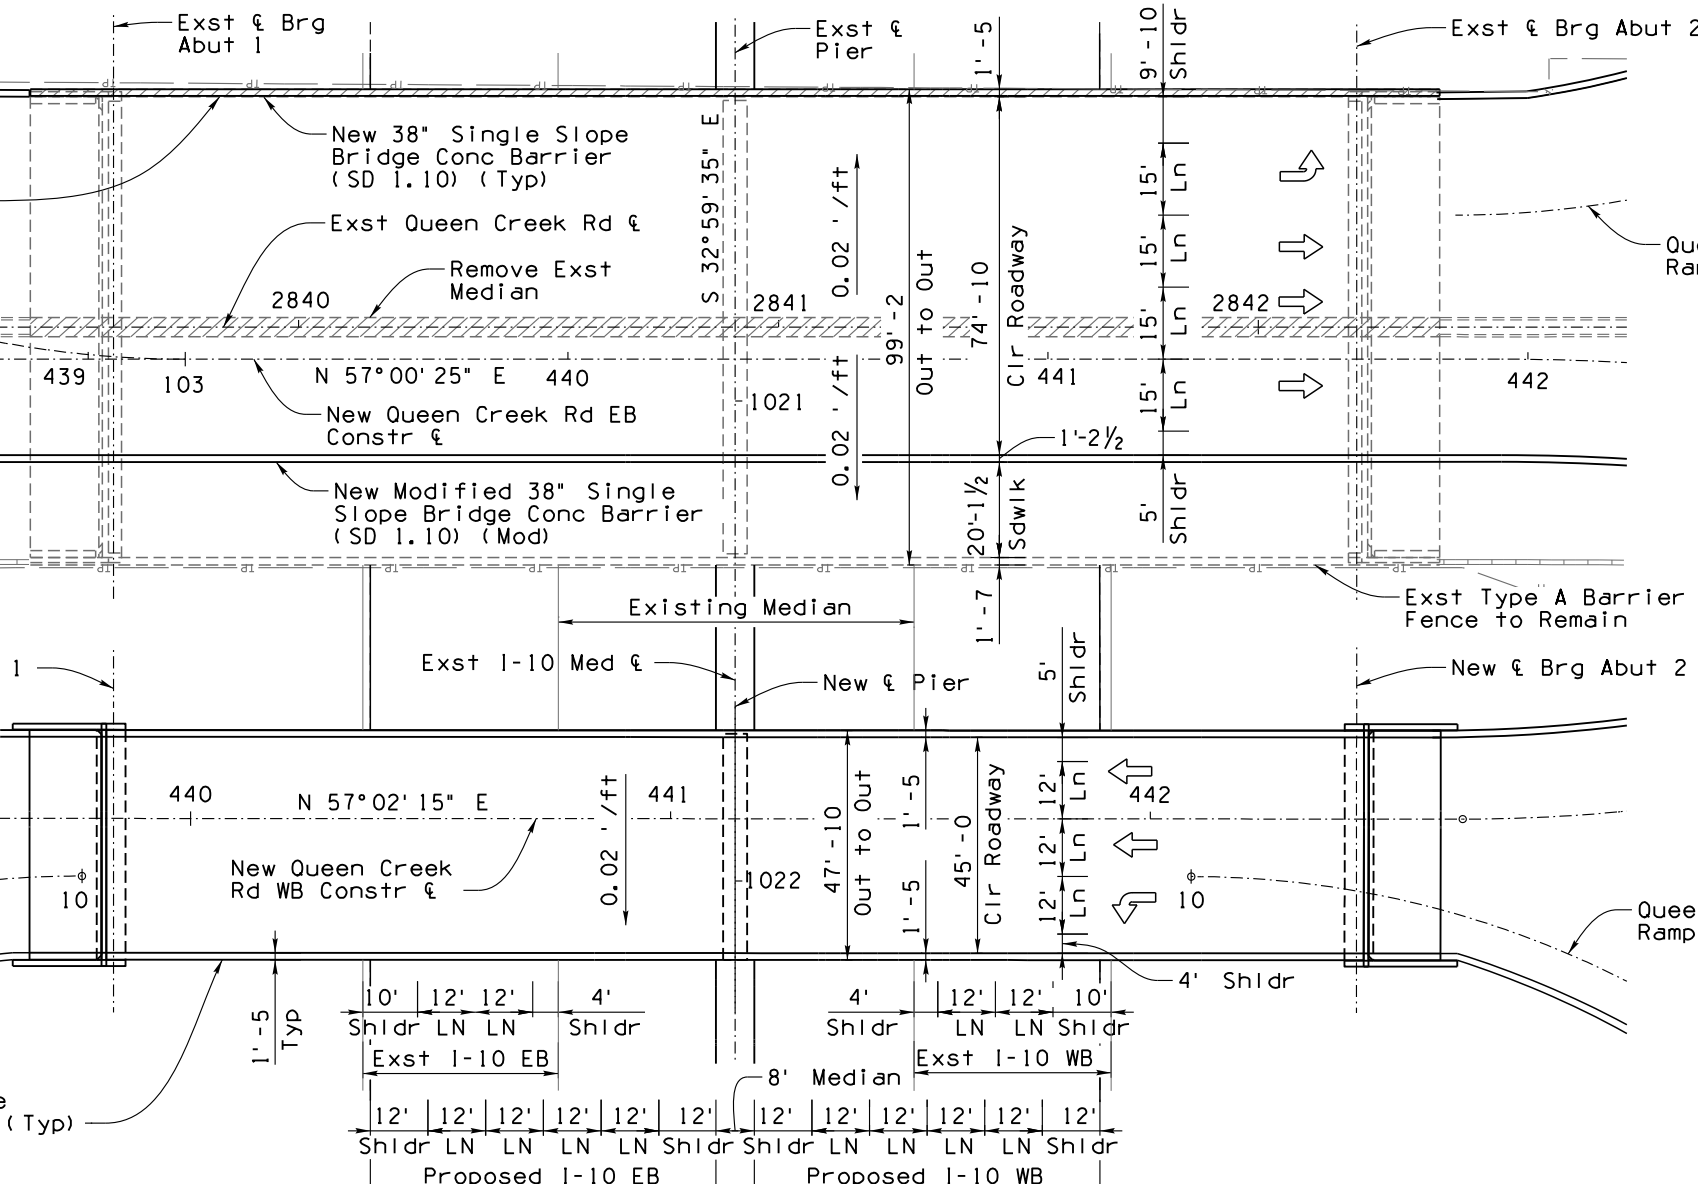 Exst ℄ Brg
Abut 1
Exst ℄
Pier
1'-5
9'-10
Shldr
Exst ℄ Brg Abut 2
New 38" Single Slope
Bridge Conc Barrier
(SD 1.10) (Typ)
S 32°59'35" E
Exst Queen Creek Rd ℄
Remove Exst
Median
2840
2841
2842
0.02 '/ft
0.02 '/ft
99'-2
Out to Out
74'-10
Clr Roadway
15'
Ln
15'
Ln
15'
Ln
15'
Ln
Que
Ra
439
103
N 57°00'25" E
440
441
442
1021
New Queen Creek Rd EB
Constr ℄
1'-2½
New Modified 38" Single
Slope Bridge Conc Barrier
(SD 1.10) (Mod)
20'-1½
Sdwlk
5'
Shldr
1'-7
Existing Median
Exst Type A Barrier
Fence to Remain
1
Exst I-10 Med ℄
New ℄ Pier
5'
Shldr
New ℄ Brg Abut 2
440
N 57°02'15" E
441
442
0.02 '/ft
47'-10
Out to Out
1'-5
1'-5
45'-0
Clr Roadway
12'
Ln
12'
Ln
12'
Ln
New Queen Creek
Rd WB Constr ℄
10
1022
10
Quee
Ramp
4' Shldr
1'-5
Typ
10' 12' 12' 4'
Shldr LN LN Shldr
4' 12' 12' 10'
Shldr LN LN Shldr
Exst I-10 EB
Exst I-10 WB
8' Median
e
(Typ)
12' 12' 12' 12' 12' 12' 12' 12' 12' 12' 12' 12'
Shldr LN LN LN LN Shldr Shldr LN LN LN LN Shldr
Proposed I-10 EB
Proposed I-10 WB